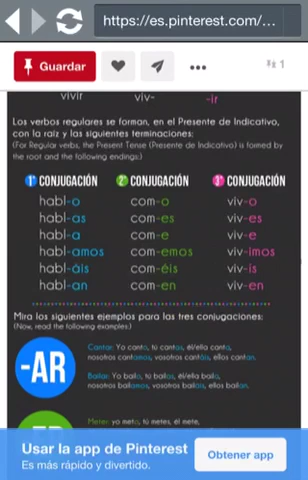 https://es.pinterest.com/...
Guardar
1
vivir viv- -ir
Los verbos regulares se forman, en el Presente de Indicativo,
con la raíz y las siguientes terminaciones:
(For Regular verbs, the Present Tense (Presente de Indicativo) is formed by
the root and the following endings:)
1ª CONJUGACIÓN 2ª CONJUGACIÓN 3ª CONJUGACIÓN
habl-o com-o viv-o
habl-as com-es viv-es
habl-a com-e viv-e
habl-amos com-emos viv-imos
habl-áis com-éis viv-ís
habl-an com-en viv-en
Mira los siguientes ejemplos para las tres conjugaciones:
(Now, read the following examples:)
-AR
Cantar: Yo canto, tú cantas, él/ella canta,
nosotros cantamos, vosotros cantáis, ellos cantan.
Bailar: Yo bailo, tú bailas, él/ella baila,
nosotros bailamos, vosotros bailáis, ellos bailan.
Meter: yo meto, tú metes, él mete,
Usar la app de Pinterest
Es más rápido y divertido.
Obtener app